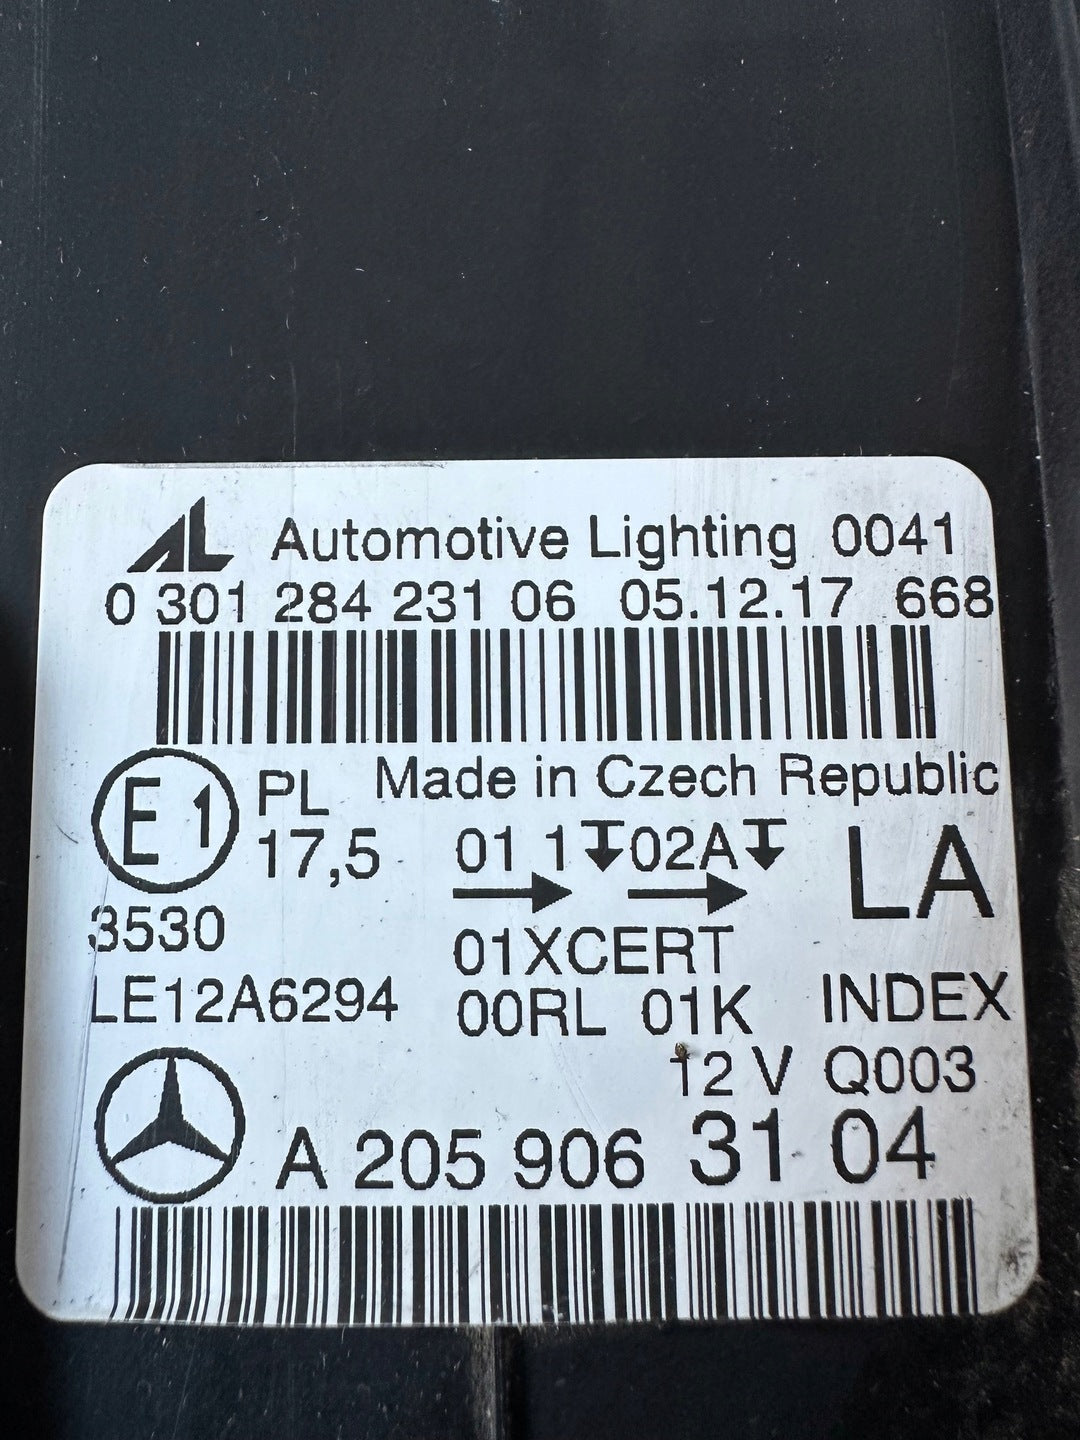 AL Automotive Lighting 0041
0 301 284 231 06 05.12.17 668
E1 PL Made in Czech Republic
17,5 01 1 02A LA
3530 01XCERT
LE12A6294 00RL 01K INDEX
12 V Q003
A 205 906 31 04